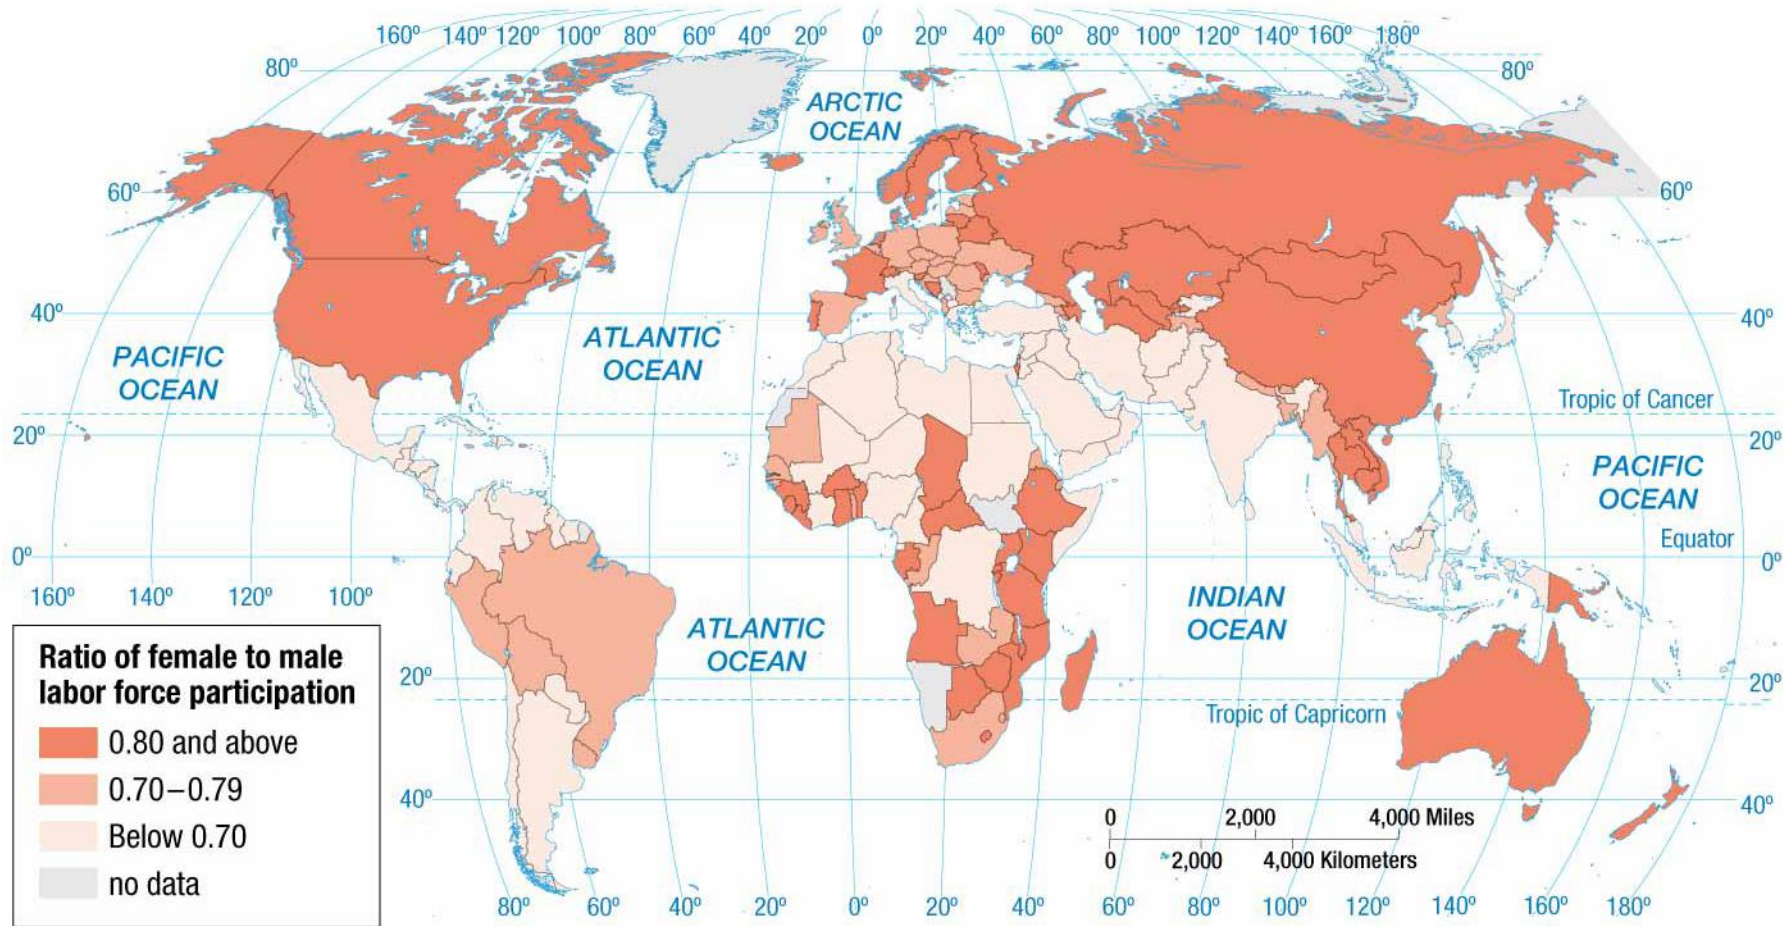 160º 140º 120º 100º 80º 60º 40º 20º 0º 20º 40º 60º 80º 100º 120º 140º 160º 180º
80º 80º
ARCTIC
OCEAN
60º 60º
40º 40º
PACIFIC
OCEAN
ATLANTIC
OCEAN
Tropic of Cancer
20º 20º
PACIFIC
OCEAN
Equator
0º 0º
160º 140º 120º 100º
INDIAN
OCEAN
ATLANTIC
OCEAN
20º 20º
Tropic of Capricorn
40º 40º
Ratio of female to male
labor force participation
0.80 and above
0.70–0.79
Below 0.70
no data
0 2,000 4,000 Miles
0 2,000 4,000 Kilometers
80º 60º 40º 20º 0º 20º 40º 60º 80º 100º 120º 140º 160º 180º